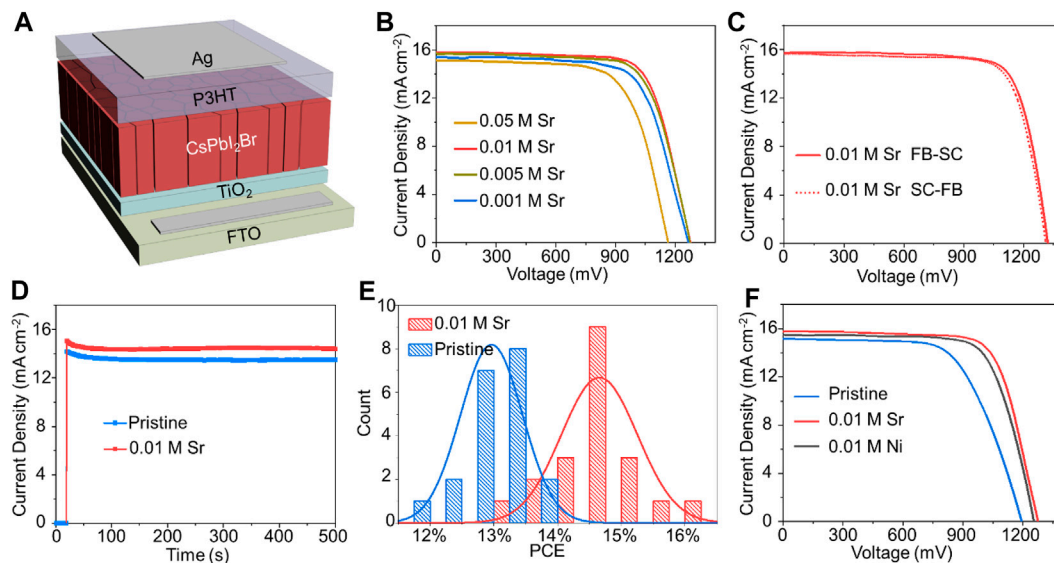 A
Ag
P3HT
CsPbI₂Br
TiO₂
FTO
B
Current Density (mA cm⁻²)
16
12
8
4
0
0.05 M Sr
0.01 M Sr
0.005 M Sr
0.001 M Sr
0 300 600 900 1200
Voltage (mV)
C
Current Density (mA cm⁻²)
16
12
8
4
0
0.01 M Sr FB-SC
0.01 M Sr SC-FB
0 300 600 900 1200
Voltage (mV)
D
Current Density (mA cm⁻²)
16
12
8
4
0
Pristine
0.01 M Sr
0 100 200 300 400 500
Time (s)
E
Count
10
8
6
4
2
0
0.01 M Sr
Pristine
12% 13% 14% 15% 16%
PCE
F
Current Density (mA cm⁻²)
16
12
8
4
0
Pristine
0.01 M Sr
0.01 M Ni
0 300 600 900 1200
Voltage (mV)